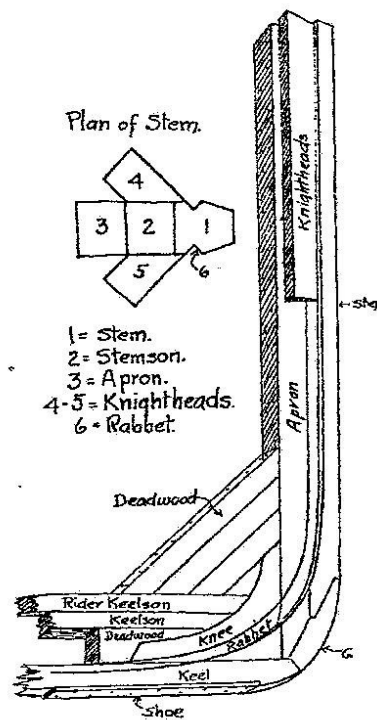 Plan of Stem.
4
3 2 1
5
6
1 = Stem.
2 = Stemson.
3 = Apron.
4-5 = Knightheads.
6 = Rabbet.
Knightheads
Apron
Deadwood
Rider Keelson
Keelson
Deadwood
Knee
Rabbet
Keel
Shoe
6